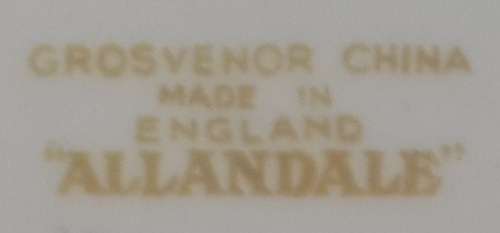 GROSVENOR CHINA
MADE IN
ENGLAND
"ALLANDALE"